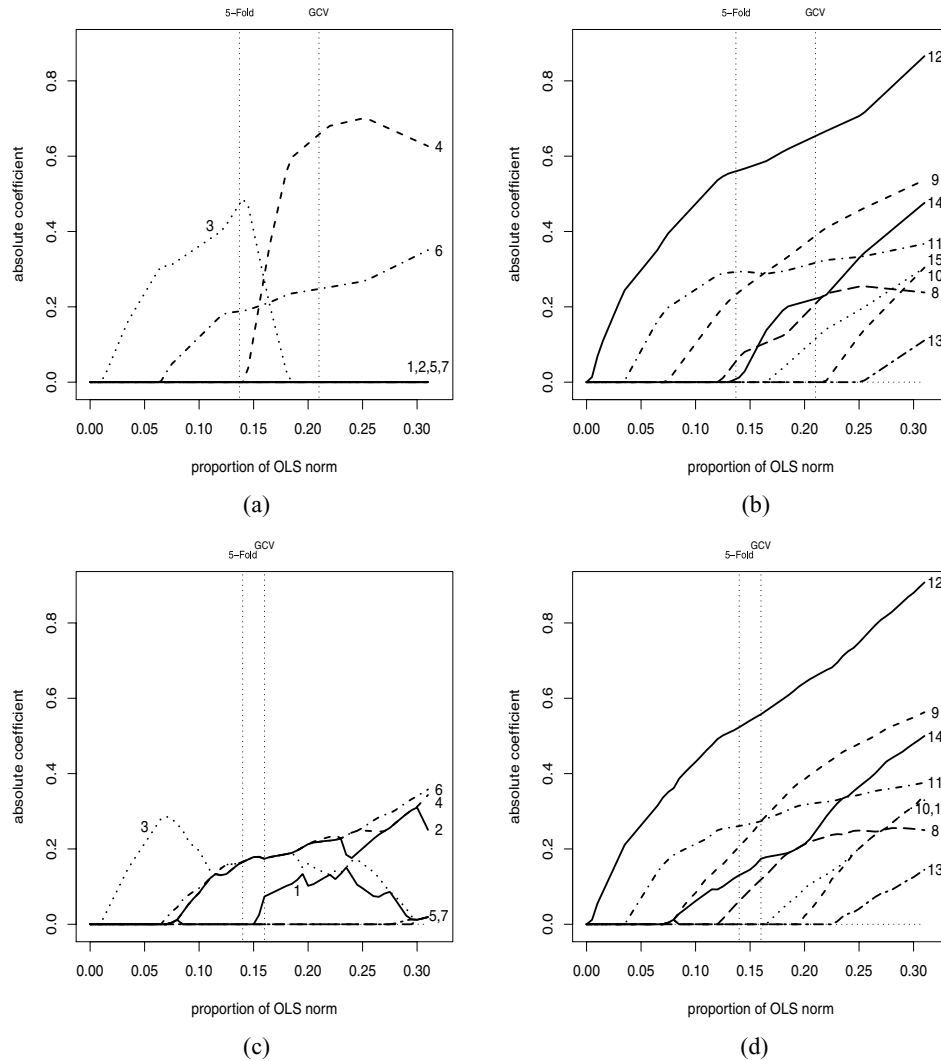 5-Fold GCV
absolute coefficient
0.0 0.2 0.4 0.6 0.8
3
4
6
1,2,5,7
0.00 0.05 0.10 0.15 0.20 0.25 0.30
proportion of OLS norm
(a)
5-Fold GCV
absolute coefficient
0.0 0.2 0.4 0.6 0.8
12
9
14
11
15
10
8
13
0.00 0.05 0.10 0.15 0.20 0.25 0.30
proportion of OLS norm
(b)
5-Fold GCV
absolute coefficient
0.0 0.2 0.4 0.6 0.8
3
1
6
4
2
5,7
0.00 0.05 0.10 0.15 0.20 0.25 0.30
proportion of OLS norm
(c)
5-Fold GCV
absolute coefficient
0.0 0.2 0.4 0.6 0.8
12
9
14
11
10,1
8
13
0.00 0.05 0.10 0.15 0.20 0.25 0.30
proportion of OLS norm
(d)